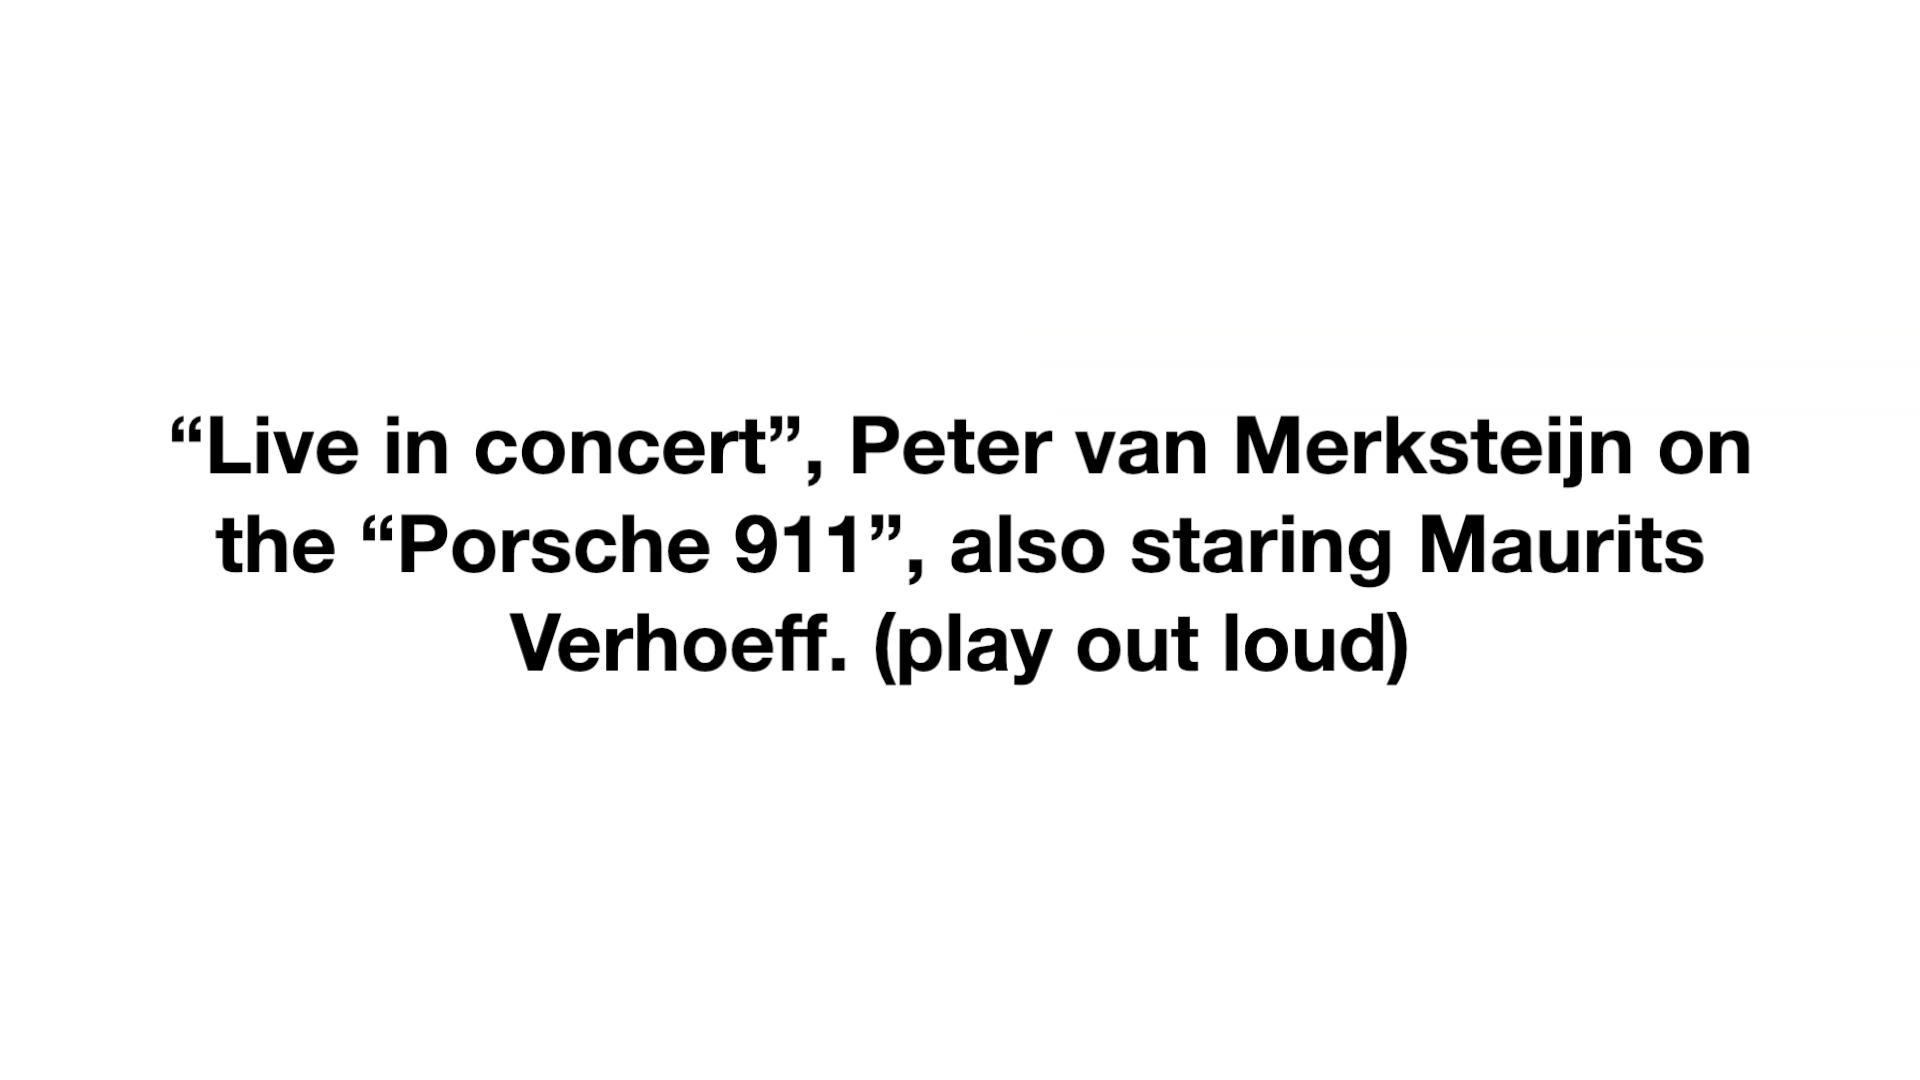 “Live in concert”, Peter van Merksteijn on
the “Porsche 911”, also staring Maurits
Verhoeff. (play out loud)